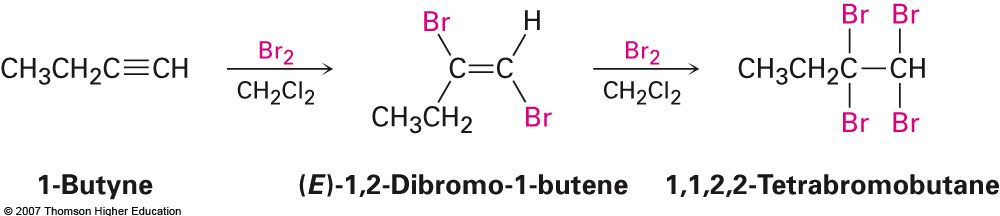 CH3CH2C≡CH
Br2
CH2Cl2
Br
H
C=C
CH3CH2
Br
Br2
CH2Cl2
Br Br
CH3CH2C—CH
Br Br
1-Butyne
(E)-1,2-Dibromo-1-butene
1,1,2,2-Tetrabromobutane
© 2007 Thomson Higher Education